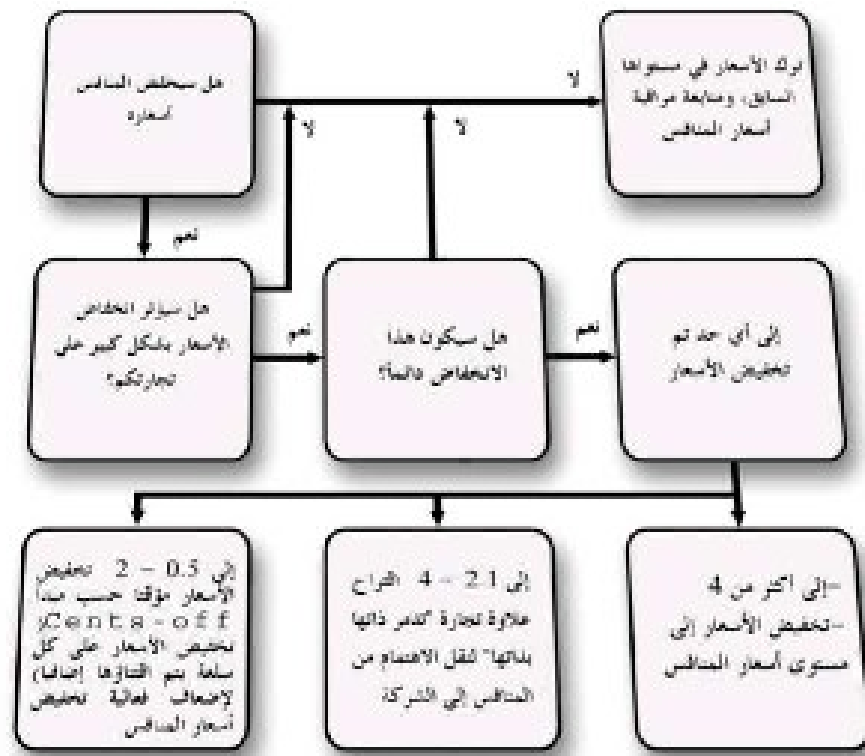 هل سيخفض المنافس
أسعاره
لا
ترك الأسعار في مستواها
السابق، ومتابعة مراقبة
أسعار المنافس
لا
لا
نعم
هل سيؤثر انخفاض
الأسعار بشكل كبير على
تجارتكم؟
نعم
هل سيكون هذا
الانخفاض دائماً؟
نعم
إلى أي حد تم
تخفيض الأسعار
إلى 0.5 – 2 تخفيض
الأسعار مؤقتا حسب مبدأ
Cents-off
تخفيض الأسعار على كل
سلعة يتم اقتناؤها إضافيا)
لإضعاف فعالية تخفيض
أسعار المنافس
إلى 2.1 – 4 اقتراح
علاوة تجارة "تدمر ذاتها
بذاتها" لنقل الاهتمام من
المنافس إلى الشركة
–إلى أكثر من 4
–تخفيض الأسعار إلى
مستوى أسعار المنافس